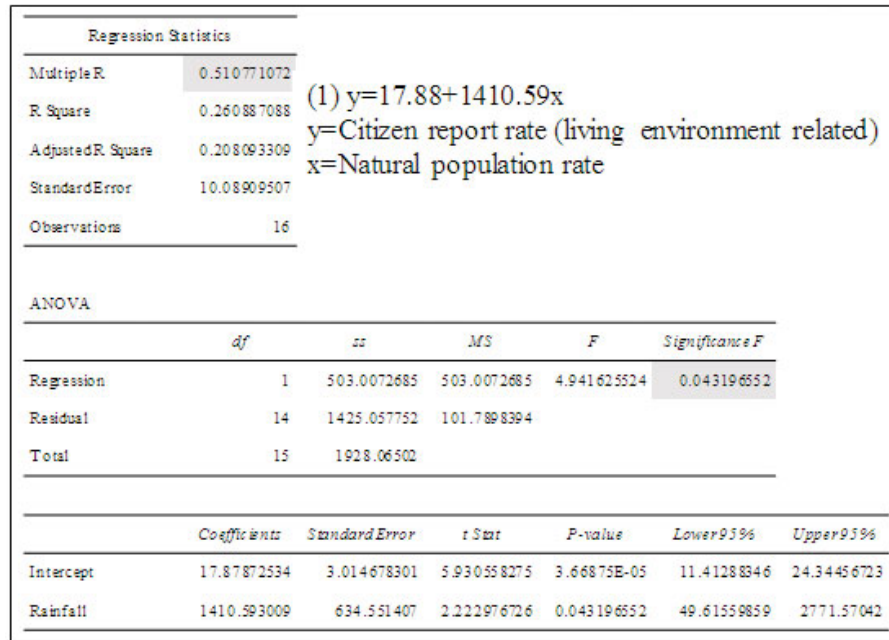 Regression Statistics
Multiple R 0.510771072
R Square 0.260887088
Adjusted R Square 0.208093309
Standard Error 10.08909507
Observations 16
(1) y=17.88+1410.59x
y=Citizen report rate (living environment related)
x=Natural population rate
ANOVA
df ss MS F Significance F
Regression 1 503.0072685 503.0072685 4.941625524 0.043196552
Residual 14 1425.057752 101.7898394
Total 15 1928.06502
Coefficients Standard Error t Stat P-value Lower 95% Upper 95%
Intercept 17.87872534 3.014678301 5.930558275 3.66875E-05 11.41288346 24.34456723
Rainfall 1410.593009 634.551407 2.222976726 0.043196552 49.61559859 2771.57042